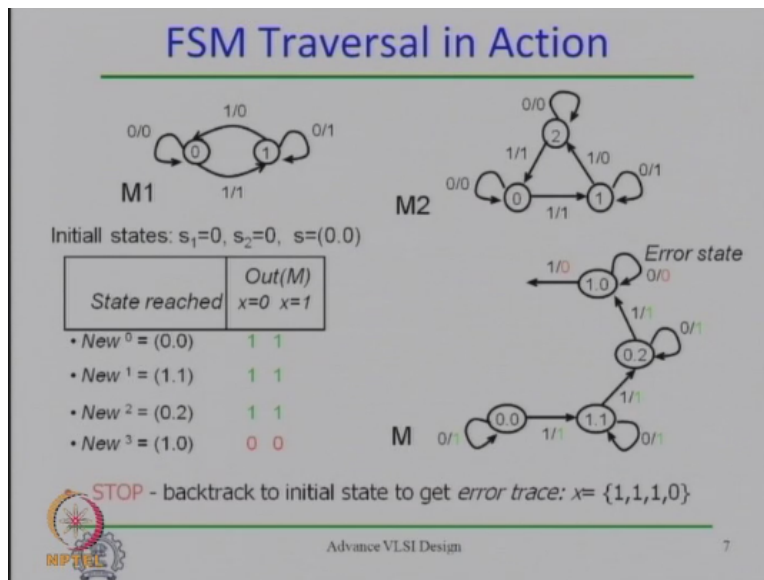 FSM Traversal in Action
0/0
1/0
0/1
0
1
1/1
M1
0/0
2
1/1
1/0
0/0
0/1
0
1
1/1
M2
Initiall states: s₁=0, s₂=0, s=(0.0)
Out(M)
State reached x=0 x=1
• New ⁰ = (0.0) 1 1
• New ¹ = (1.1) 1 1
• New ² = (0.2) 1 1
• New ³ = (1.0) 0 0
Error state
1/0
1.0
0/0
1/1
0/1
0.2
1/1
M
0/1
0.0
1/1
1.1
0/1
• STOP - backtrack to initial state to get error trace: x= {1,1,1,0}
NPTEL
Advance VLSI Design
7